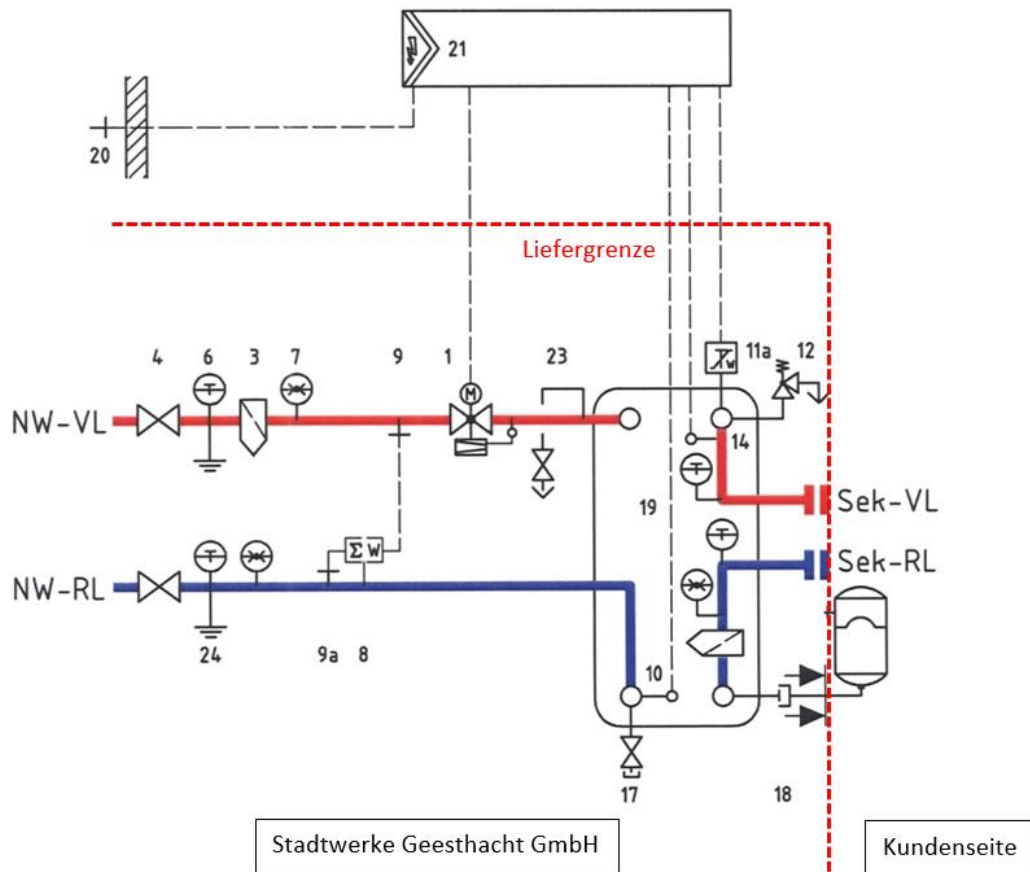 21
20
Liefergrenze
4 6 3 7 9 1 23 11a 12
T
M
W
NW-VL
14
T
Sek-VL
19
T
Sek-RL
T
Σ W
NW-RL
24 9a 8 10
17 18
Stadtwerke Geesthacht GmbH
Kundenseite